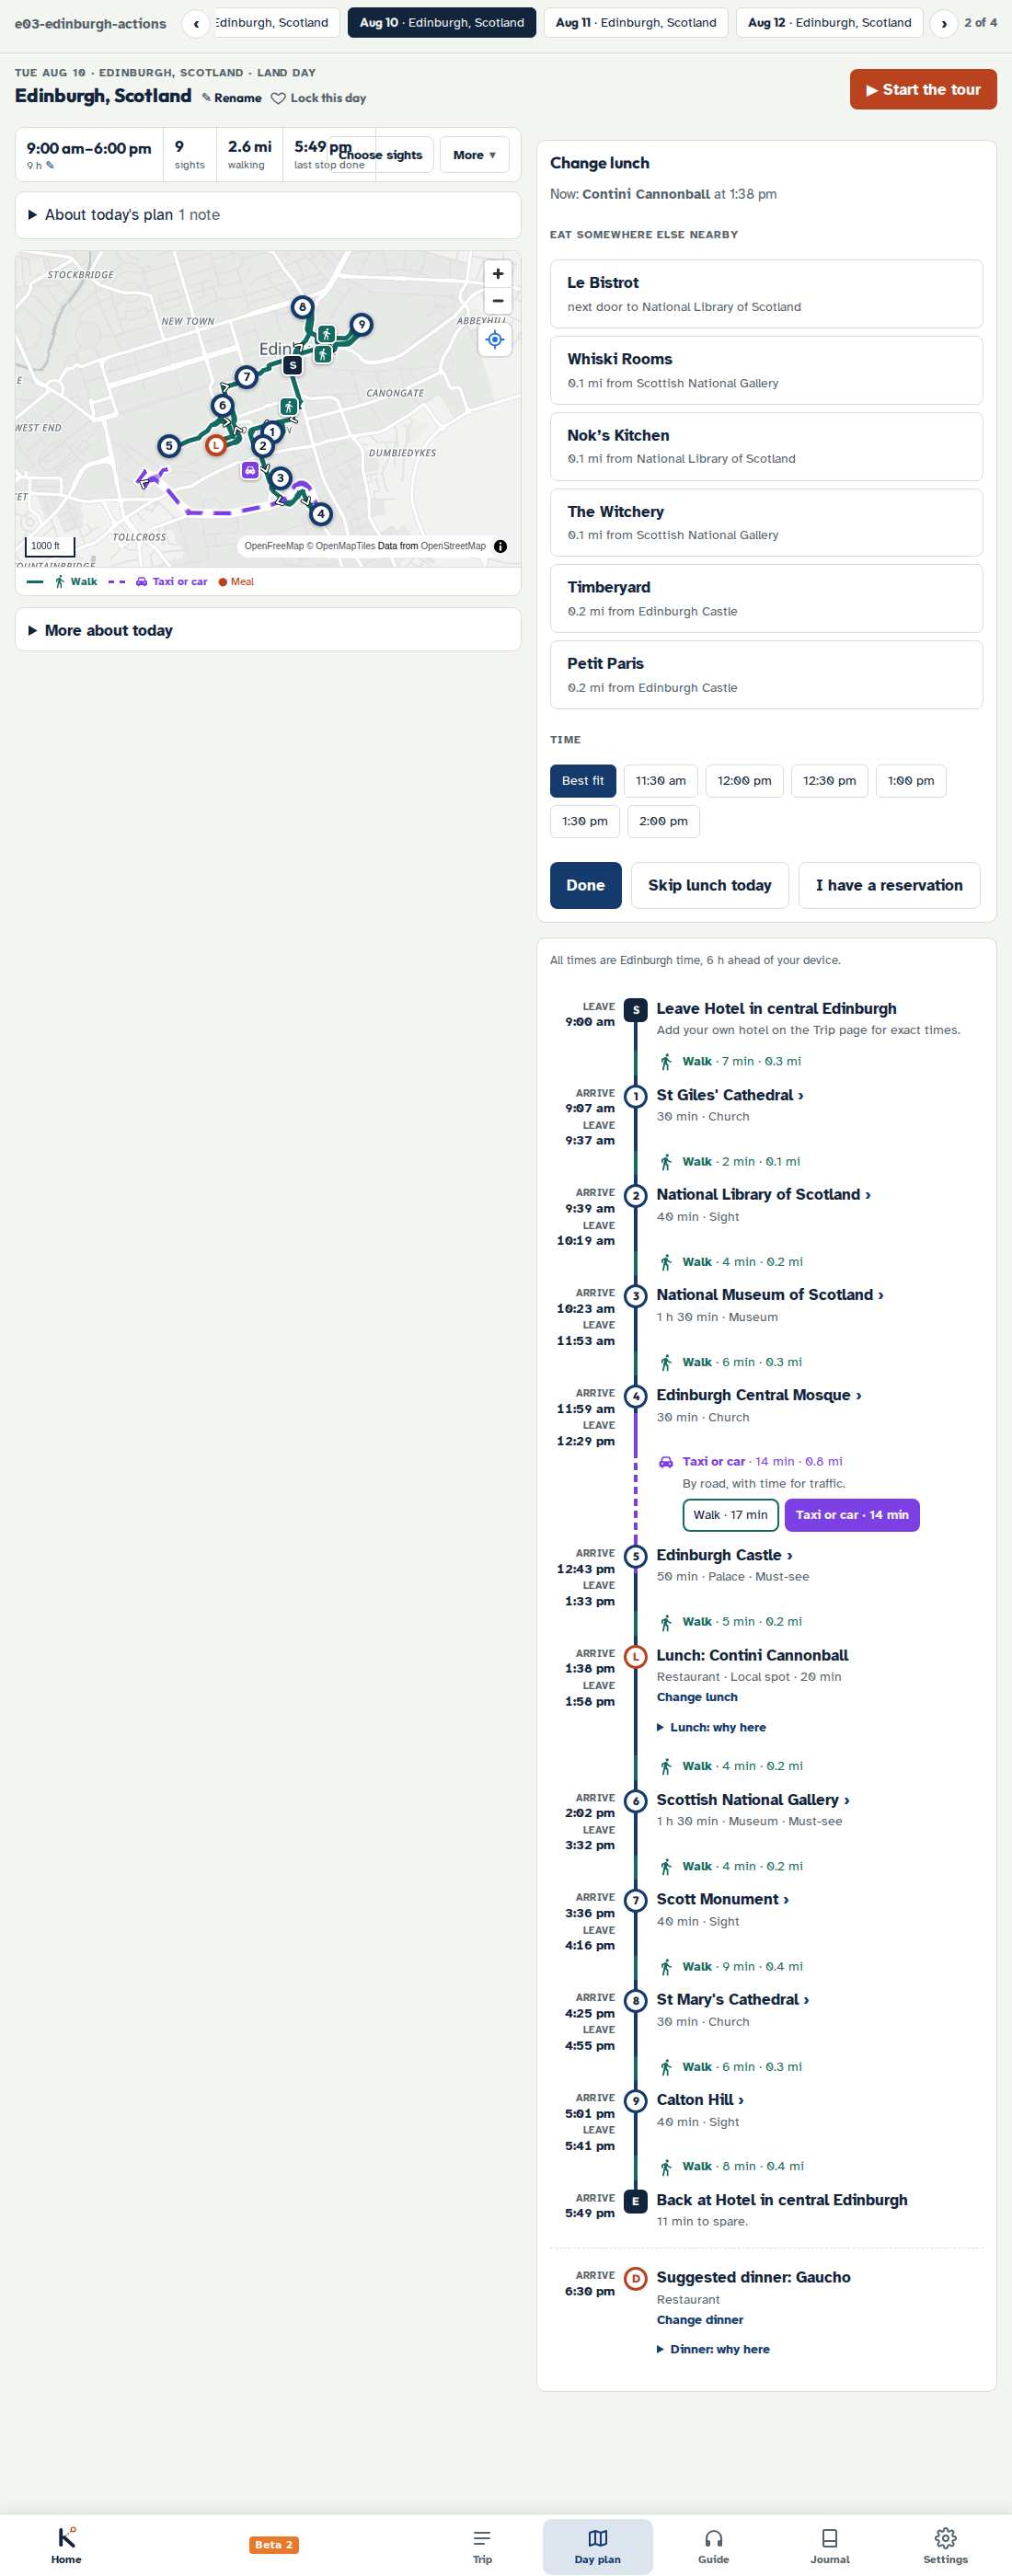 e03-edinburgh-actions
‹
Edinburgh, Scotland
Aug 10 · Edinburgh, Scotland
Aug 11 · Edinburgh, Scotland
Aug 12 · Edinburgh, Scotland
›
2 of 4
TUE AUG 10 · EDINBURGH, SCOTLAND · LAND DAY
Edinburgh, Scotland
✎ Rename
Lock this day
▶ Start the tour
9:00 am–6:00 pm
9 h ✎
9
sights
2.6 mi
walking
5:49 pm
last stop done
Choose sights
More ▾
▶ About today's plan 1 note
STOCKBRIDGE
NEW TOWN
ABBEYHILL
CANONGATE
WEST END
DUMBIEDYKES
TOLLCROSS
8
9
S
7
6
5
L
1
2
3
4
+
−
1000 ft
OpenFreeMap © OpenMapTiles Data from OpenStreetMap
Walk
Taxi or car
Meal
▶ More about today
Change lunch
Now: Contini Cannonball at 1:38 pm
EAT SOMEWHERE ELSE NEARBY
Le Bistrot
next door to National Library of Scotland
Whiski Rooms
0.1 mi from Scottish National Gallery
Nok’s Kitchen
0.1 mi from National Library of Scotland
The Witchery
0.1 mi from Scottish National Gallery
Timberyard
0.2 mi from Edinburgh Castle
Petit Paris
0.2 mi from Edinburgh Castle
TIME
Best fit
11:30 am
12:00 pm
12:30 pm
1:00 pm
1:30 pm
2:00 pm
Done
Skip lunch today
I have a reservation
All times are Edinburgh time, 6 h ahead of your device.
LEAVE
9:00 am
S
Leave Hotel in central Edinburgh
Add your own hotel on the Trip page for exact times.
Walk · 7 min · 0.3 mi
ARRIVE
9:07 am
LEAVE
9:37 am
1
St Giles' Cathedral ›
30 min · Church
Walk · 2 min · 0.1 mi
ARRIVE
9:39 am
LEAVE
10:19 am
2
National Library of Scotland ›
40 min · Sight
Walk · 4 min · 0.2 mi
ARRIVE
10:23 am
LEAVE
11:53 am
3
National Museum of Scotland ›
1 h 30 min · Museum
Walk · 6 min · 0.3 mi
ARRIVE
11:59 am
LEAVE
12:29 pm
4
Edinburgh Central Mosque ›
30 min · Church
Taxi or car · 14 min · 0.8 mi
By road, with time for traffic.
Walk · 17 min
Taxi or car · 14 min
ARRIVE
12:43 pm
LEAVE
1:33 pm
5
Edinburgh Castle ›
50 min · Palace · Must-see
Walk · 5 min · 0.2 mi
ARRIVE
1:38 pm
LEAVE
1:58 pm
L
Lunch: Contini Cannonball
Restaurant · Local spot · 20 min
Change lunch
▶ Lunch: why here
Walk · 4 min · 0.2 mi
ARRIVE
2:02 pm
LEAVE
3:32 pm
6
Scottish National Gallery ›
1 h 30 min · Museum · Must-see
Walk · 4 min · 0.2 mi
ARRIVE
3:36 pm
LEAVE
4:16 pm
7
Scott Monument ›
40 min · Sight
Walk · 9 min · 0.4 mi
ARRIVE
4:25 pm
LEAVE
4:55 pm
8
St Mary's Cathedral ›
30 min · Church
Walk · 6 min · 0.3 mi
ARRIVE
5:01 pm
LEAVE
5:41 pm
9
Calton Hill ›
40 min · Sight
Walk · 8 min · 0.4 mi
ARRIVE
5:49 pm
E
Back at Hotel in central Edinburgh
11 min to spare.
ARRIVE
6:30 pm
D
Suggested dinner: Gaucho
Restaurant
Change dinner
▶ Dinner: why here
Home
Beta 2
Trip
Day plan
Guide
Journal
Settings